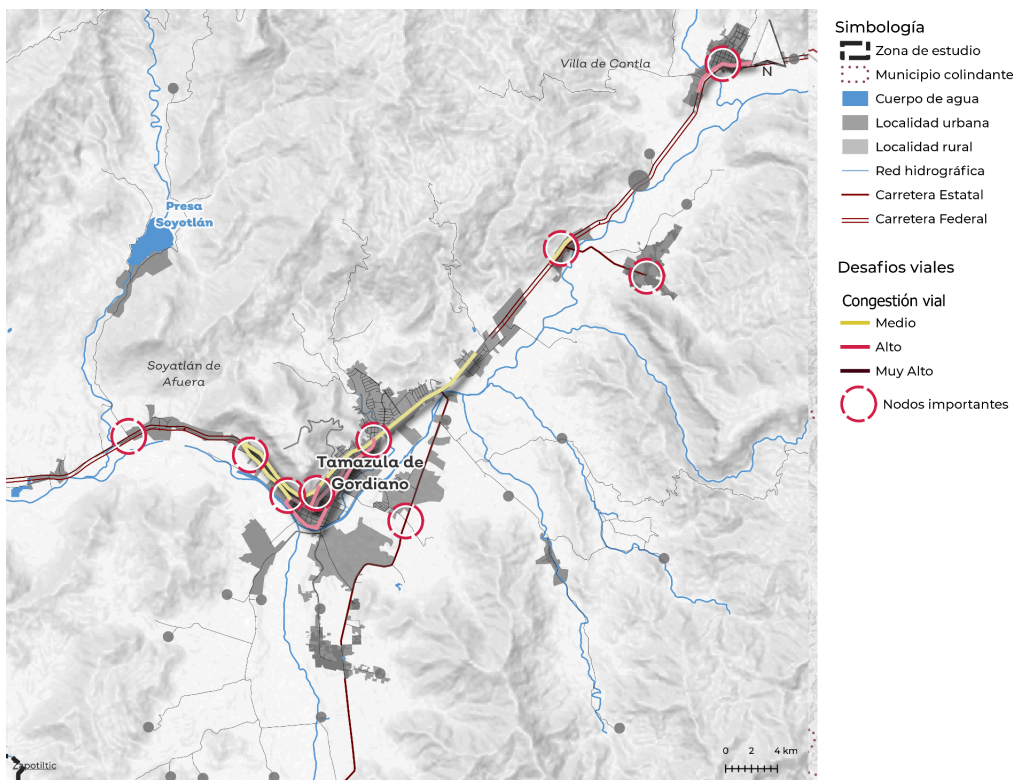 Villa de Contla
N
Presa
Soyotlán
Soyatlán de
Afuera
Tamazula de
Gordiano
Zapotiltic
0 2 4 km
Simbología
Zona de estudio
Municipio colindante
Cuerpo de agua
Localidad urbana
Localidad rural
Red hidrográfica
Carretera Estatal
Carretera Federal
Desafios viales
Congestión vial
Medio
Alto
Muy Alto
Nodos importantes